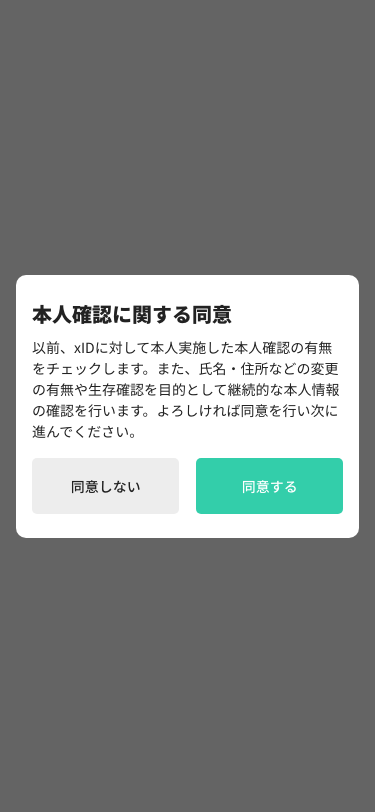 本人確認に関する同意
以前、xIDに対して本人実施した本人確認の有無
をチェックします。また、氏名・住所などの変更
の有無や生存確認を目的として継続的な本人情報
の確認を行います。よろしければ同意を行い次に
進んでください。
同意しない
同意する